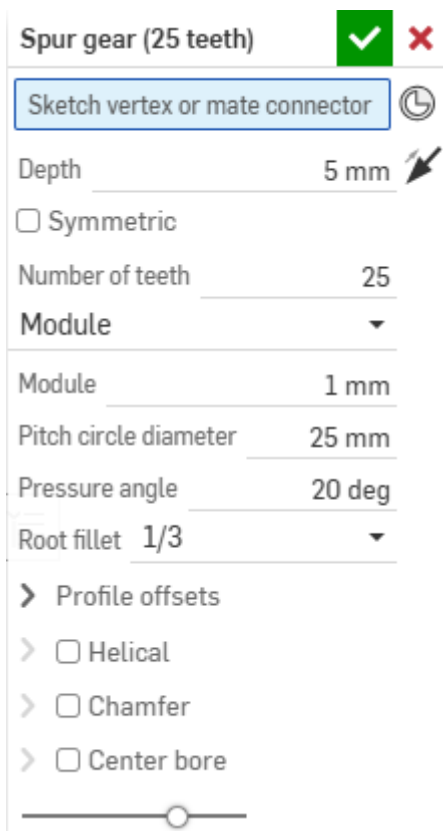 Spur gear (25 teeth)
Sketch vertex or mate connector
Depth 5 mm
Symmetric
Number of teeth 25
Module
Module 1 mm
Pitch circle diameter 25 mm
Pressure angle 20 deg
Root fillet 1/3
Profile offsets
Helical
Chamfer
Center bore